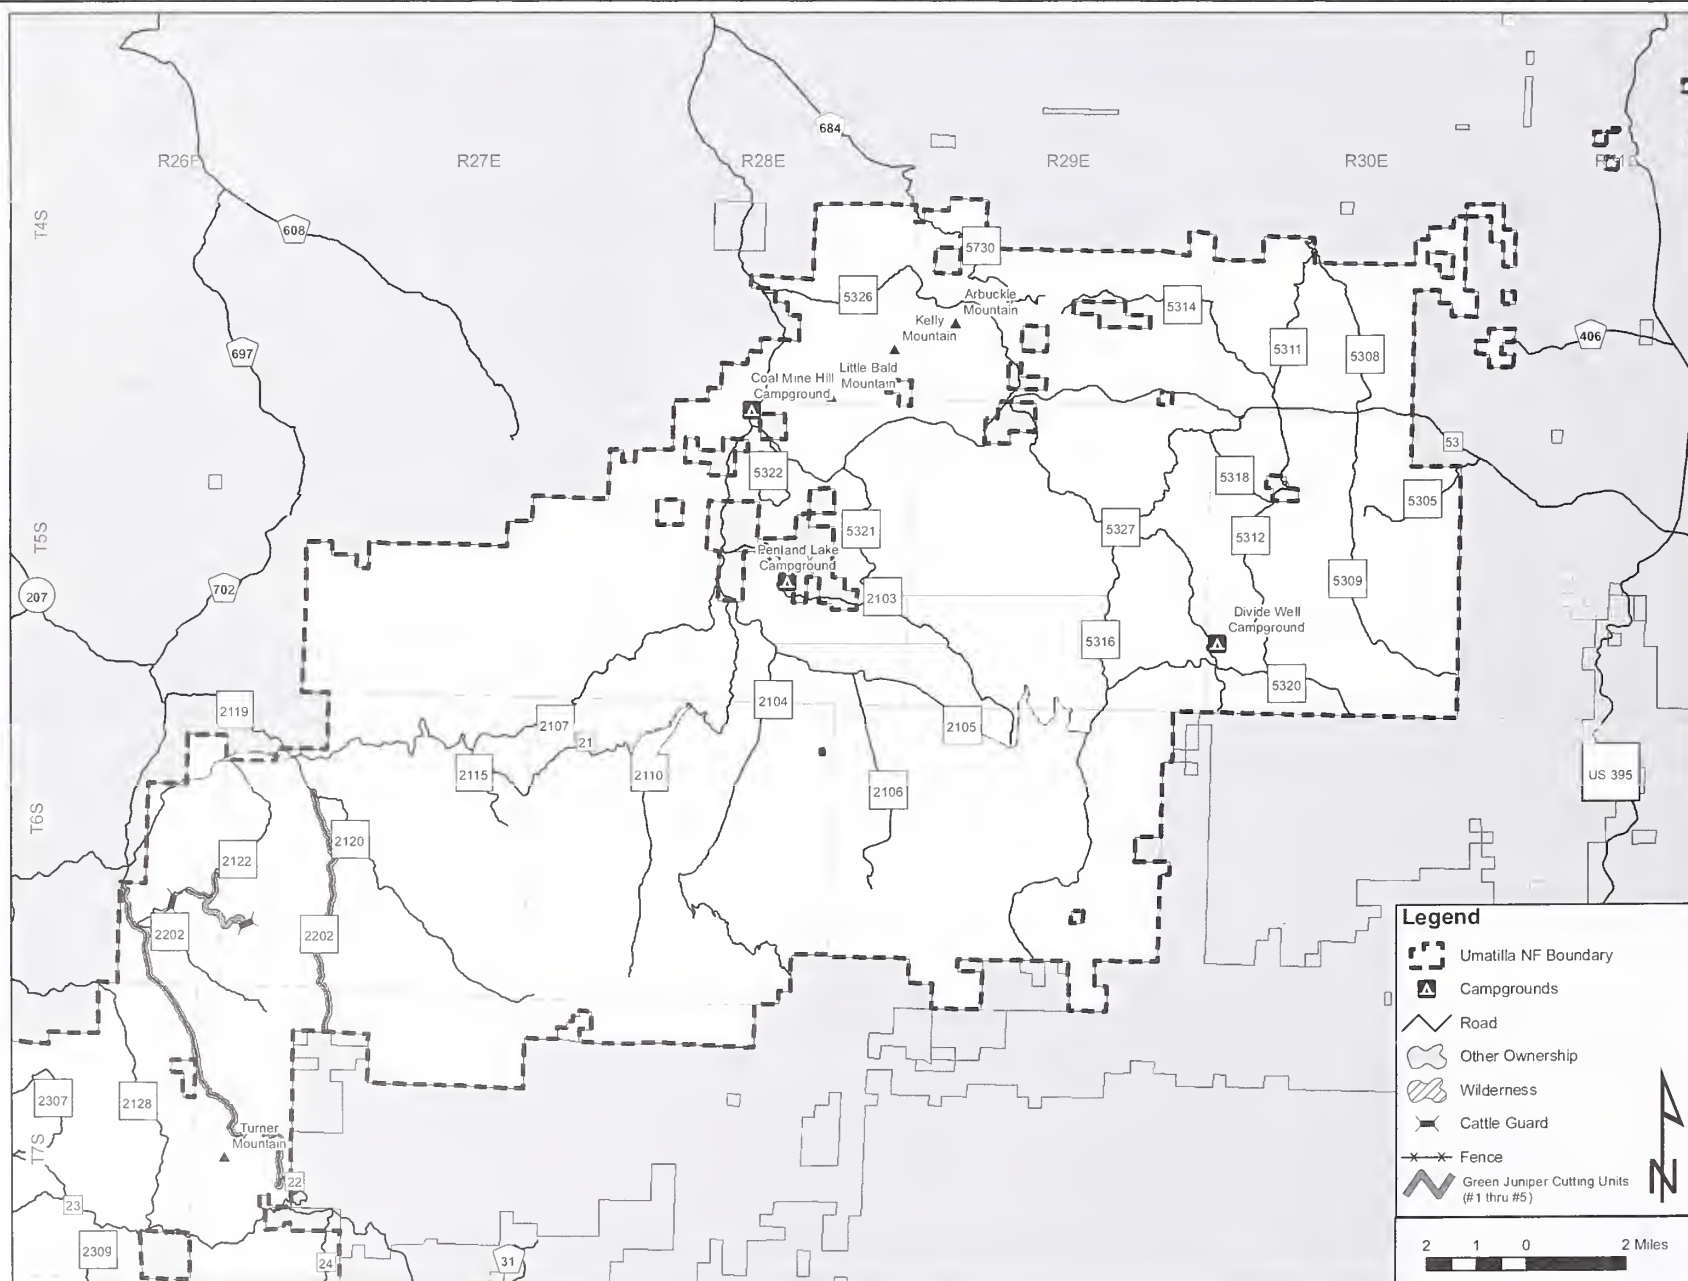 684
R26E
R27E
R28E
R29E
R30E
T4S
608
5730
5326
Arbuckle
Mountain
5314
Kelly
Mountain
697
5311
5308
406
Little Bald
Mountain
Coal Mine Hill
Campground
53
5322
5318
5305
T5S
5321
5327
5312
Penland Lake
Campground
5309
207
702
2103
Divide Well
Campground
5316
5320
2119
2104
2107
2105
21
2115
2110
US 395
2106
T6S
2120
2122
2202
2202
Legend
Umatilla NF Boundary
Campgrounds
Road
Other Ownership
Wilderness
Cattle Guard
Fence
Green Juniper Cutting Units
(#1 thru #5)
N
2307
2128
T7S
Turner
Mountain
22
23
2309
24
31
2 1 0 2 Miles